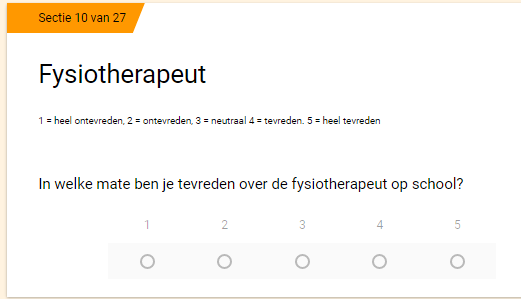 Sectie 10 van 27
Fysiotherapeut
1 = heel ontevreden, 2 = ontevreden, 3 = neutraal 4 = tevreden. 5 = heel tevreden
In welke mate ben je tevreden over de fysiotherapeut op school?
1 2 3 4 5